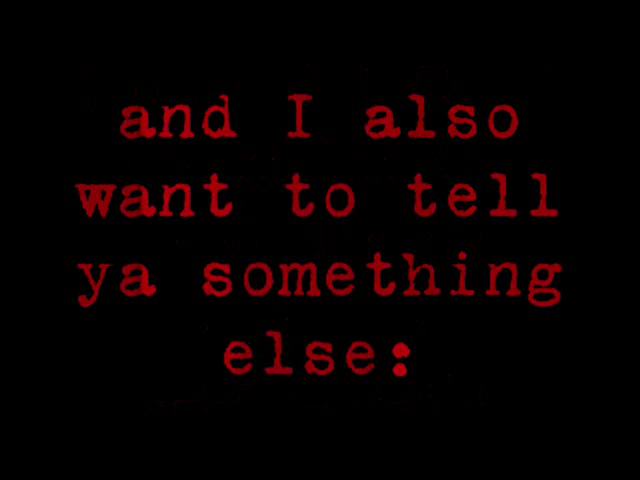 and I also
want to tell
ya something
else: